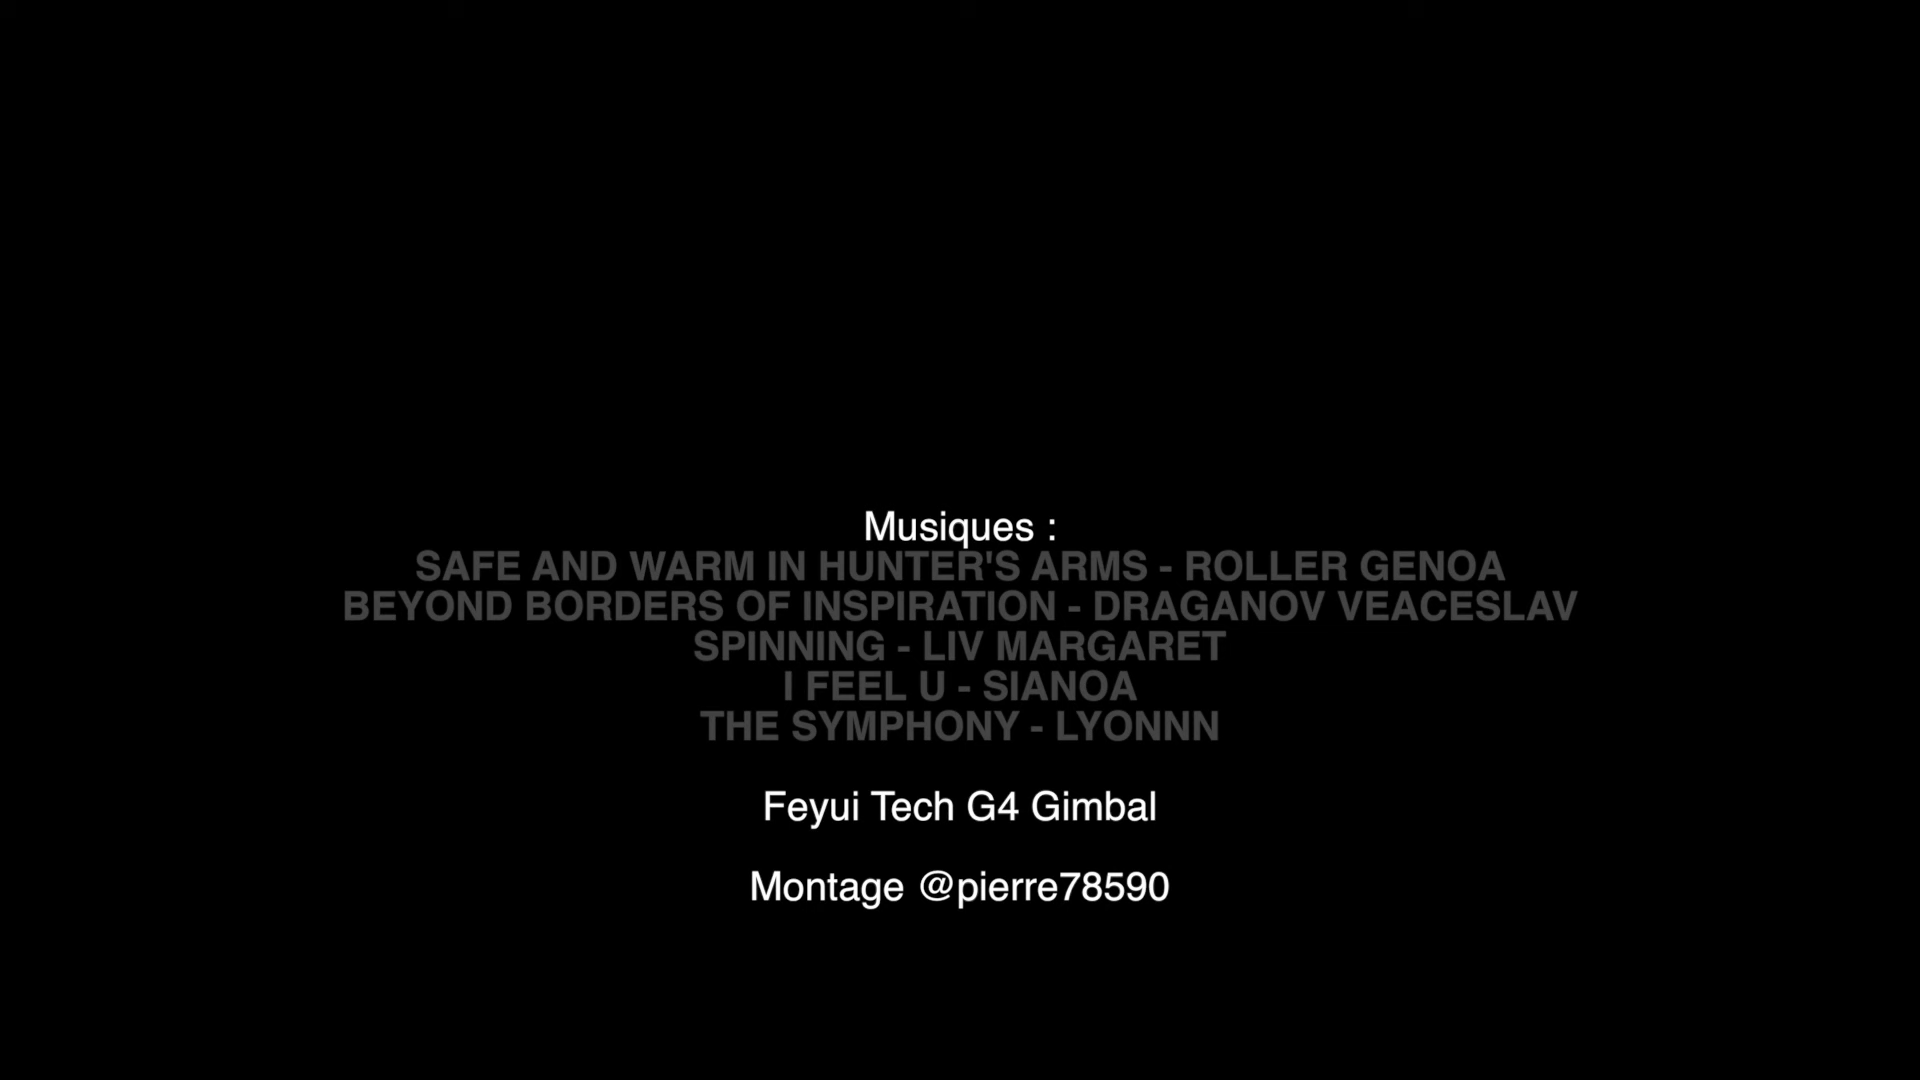 Musiques :
SAFE AND WARM IN HUNTER'S ARMS - ROLLER GENOA
BEYOND BORDERS OF INSPIRATION - DRAGANOV VEACESLAV
SPINNING - LIV MARGARET
I FEEL U - SIANOA
THE SYMPHONY - LYONNN
Feyui Tech G4 Gimbal
Montage @pierre78590